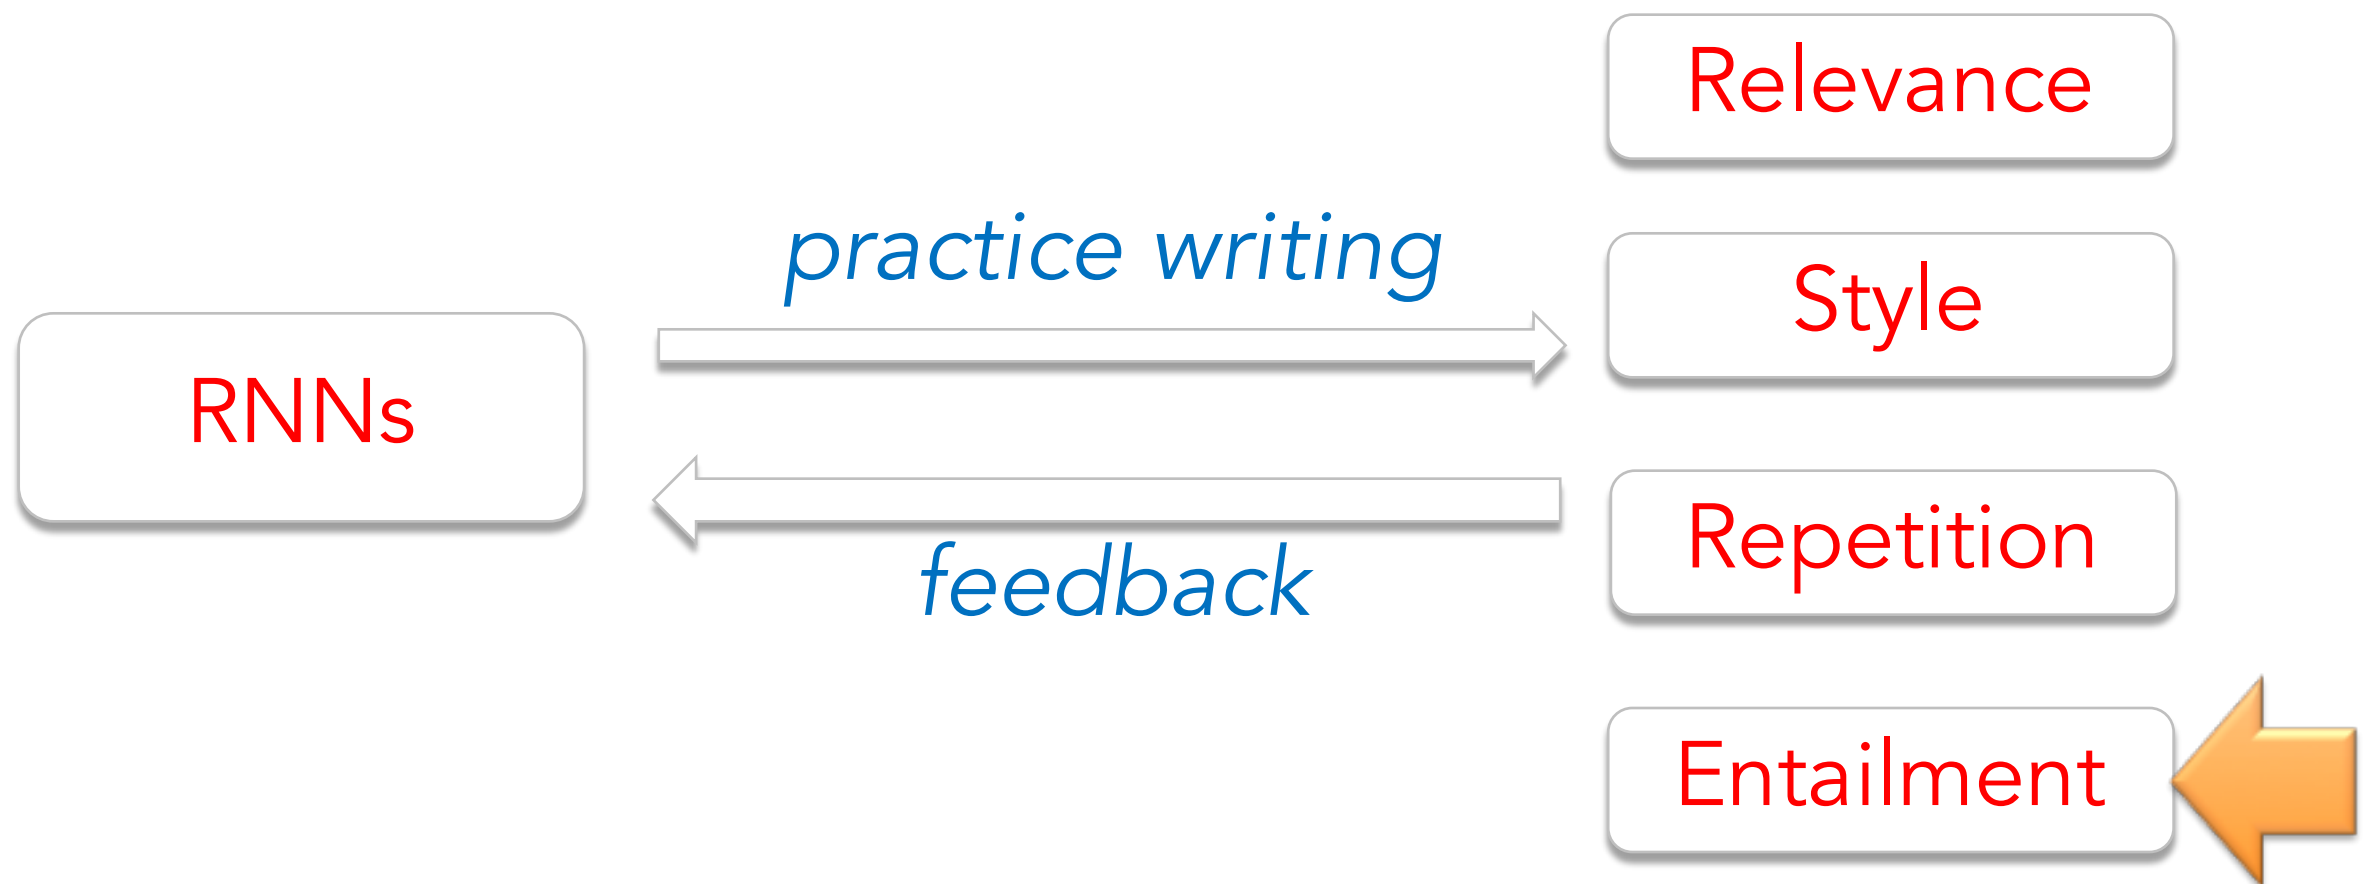 RNNs
practice writing
feedback
Relevance
Style
Repetition
Entailment